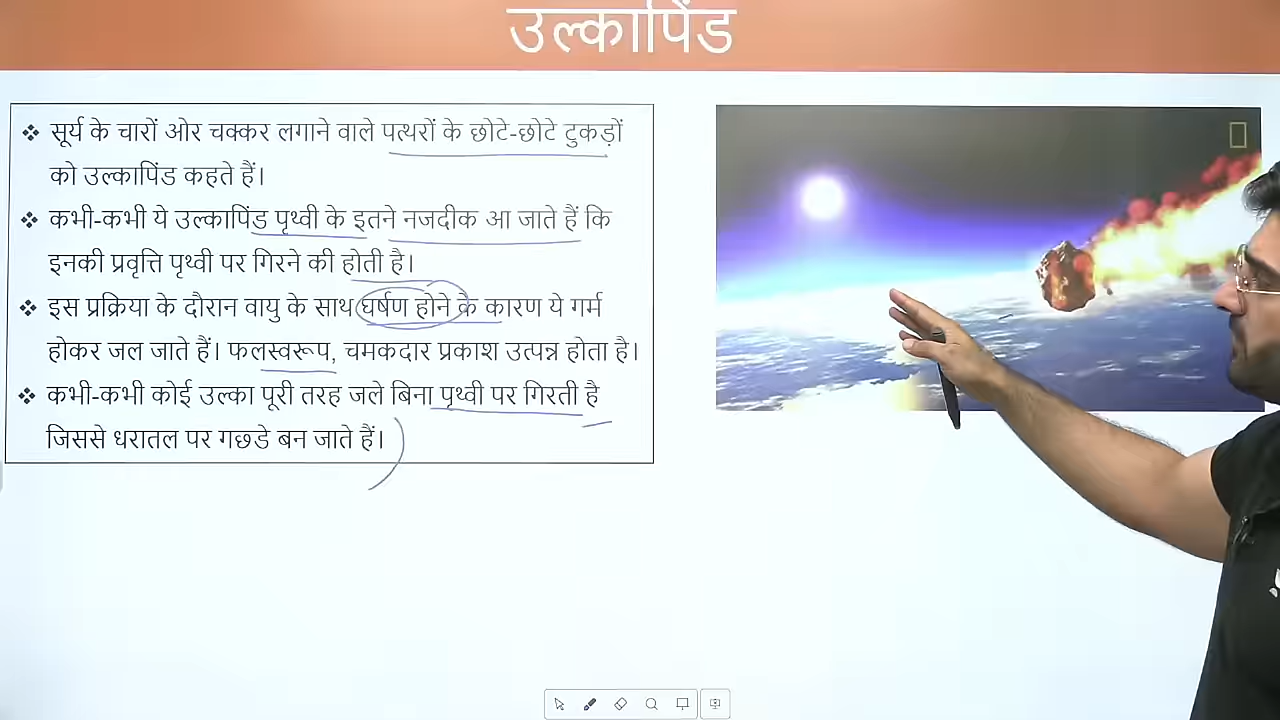 उल्कापिंड
❖ सूर्य के चारों ओर चक्कर लगाने वाले पत्थरों के छोटे-छोटे टुकड़ों
को उल्कापिंड कहते हैं।
❖ कभी-कभी ये उल्कापिंड पृथ्वी के इतने नजदीक आ जाते हैं कि
इनकी प्रवृत्ति पृथ्वी पर गिरने की होती है।
❖ इस प्रक्रिया के दौरान वायु के साथ घर्षण होने के कारण ये गर्म
होकर जल जाते हैं। फलस्वरूप, चमकदार प्रकाश उत्पन्न होता है।
❖ कभी-कभी कोई उल्का पूरी तरह जले बिना पृथ्वी पर गिरती है
जिससे धरातल पर गछडे बन जाते हैं।